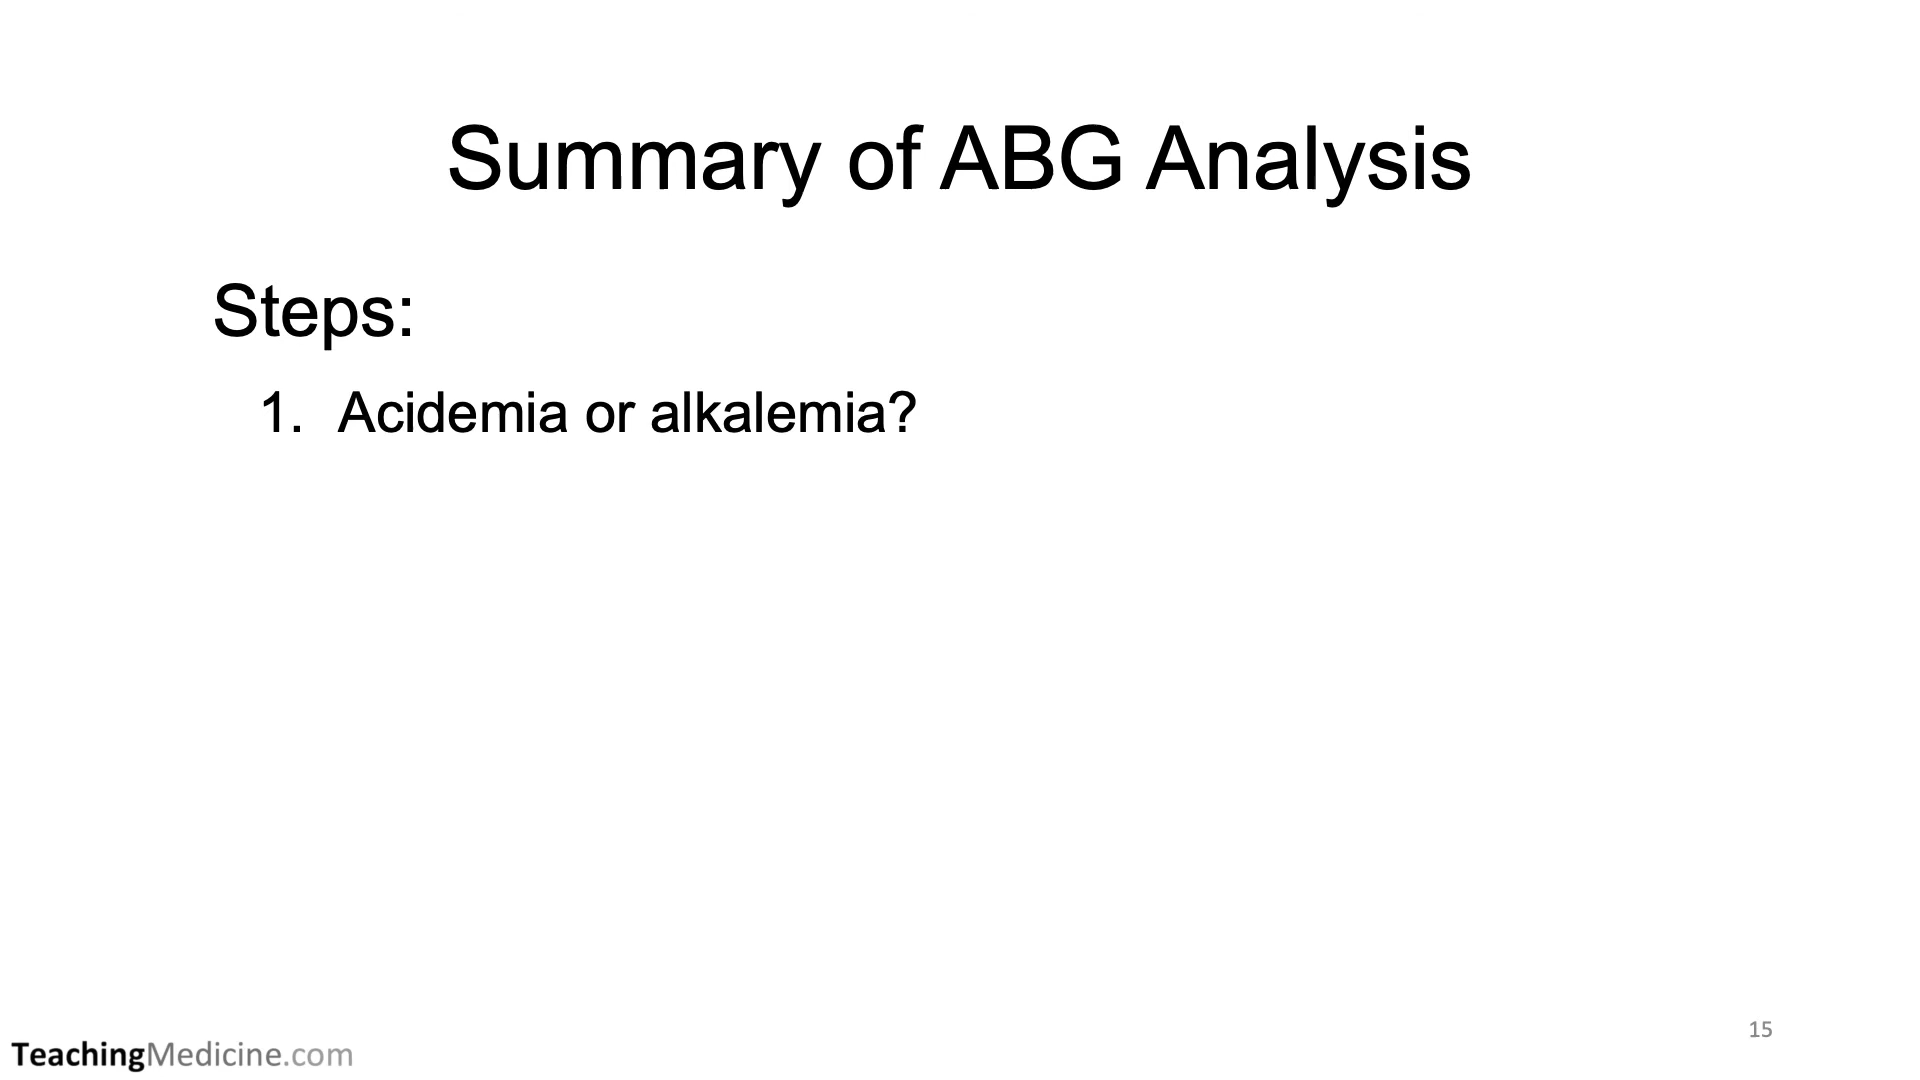 Summary of ABG Analysis
Steps:
1. Acidemia or alkalemia?
15
TeachingMedicine.com